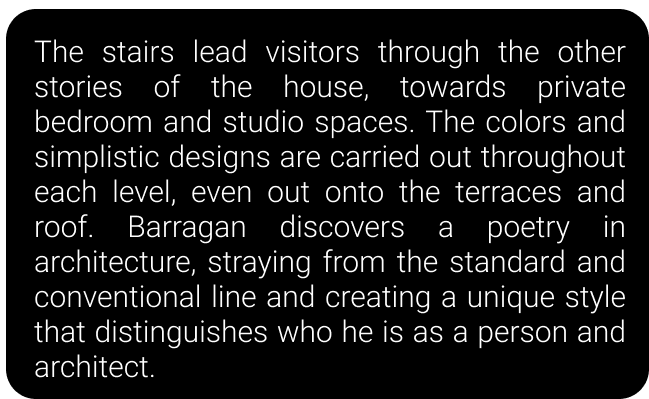 The stairs lead visitors through the other
stories of the house, towards private
bedroom and studio spaces. The colors and
simplistic designs are carried out throughout
each level, even out onto the terraces and
roof. Barragan discovers a poetry in
architecture, straying from the standard and
conventional line and creating a unique style
that distinguishes who he is as a person and
architect.